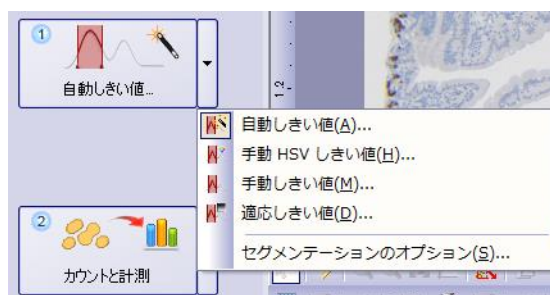 1
自動しきい値...
12
自動しきい値(A)...
手動 HSV しきい値(H)...
手動しきい値(M)...
適応しきい値(D)...
セグメンテーションのオプション(S)...
2
カウントと計測